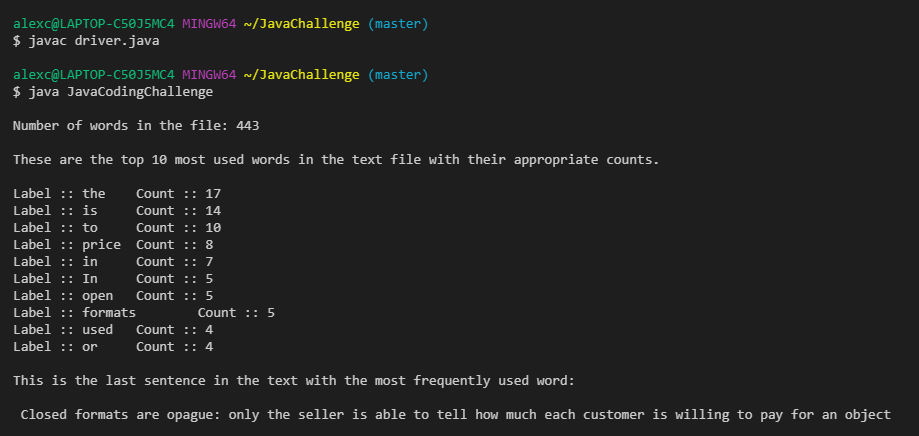 alexc@LAPTOP-C50J5MC4 MINGW64 ~/JavaChallenge (master)
$ javac driver.java
alexc@LAPTOP-C50J5MC4 MINGW64 ~/JavaChallenge (master)
$ java JavaCodingChallenge
Number of words in the file: 443
These are the top 10 most used words in the text file with their appropriate counts.
Label :: the    Count :: 17
Label :: is     Count :: 14
Label :: to     Count :: 10
Label :: price  Count :: 8
Label :: in     Count :: 7
Label :: In     Count :: 5
Label :: open   Count :: 5
Label :: formats        Count :: 5
Label :: used   Count :: 4
Label :: or     Count :: 4
This is the last sentence in the text with the most frequently used word:
Closed formats are opague: only the seller is able to tell how much each customer is willing to pay for an object